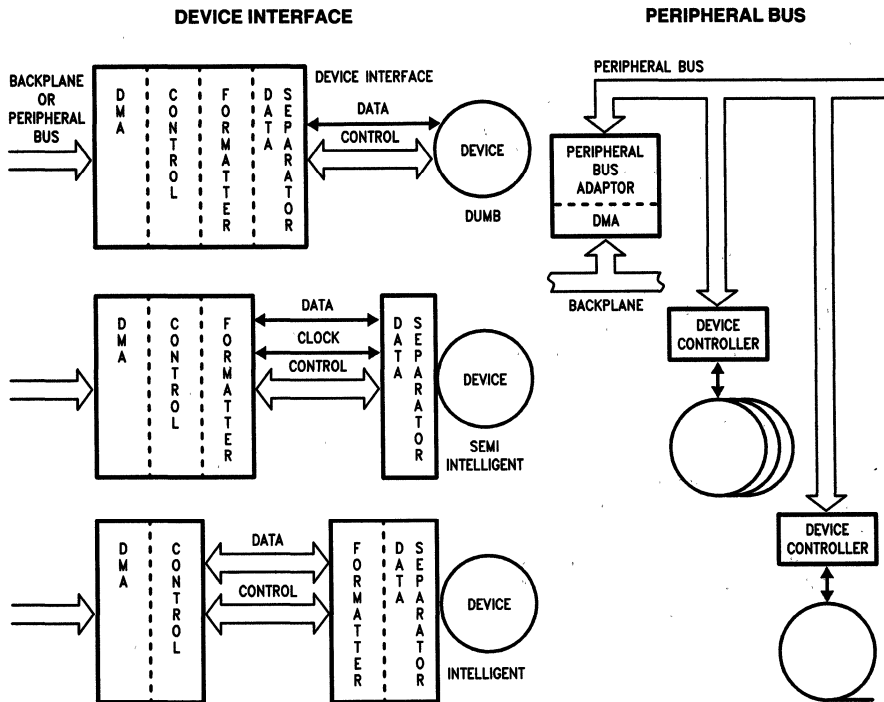 DEVICE INTERFACE
BACKPLANE
OR
PERIPHERAL
BUS
DMA
CONTROL
FORMATTER
DATA
SEPARATOR
DEVICE INTERFACE
DATA
CONTROL
DEVICE
DUMB
DMA
CONTROL
FORMATTER
DATA
CLOCK
CONTROL
DATA
SEPARATOR
DEVICE
SEMI
INTELLIGENT
DMA
CONTROL
DATA
CONTROL
FORMATTER
DATA
SEPARATOR
DEVICE
INTELLIGENT
PERIPHERAL BUS
PERIPHERAL BUS
PERIPHERAL
BUS
ADAPTOR
DMA
BACKPLANE
DEVICE
CONTROLLER
DEVICE
CONTROLLER